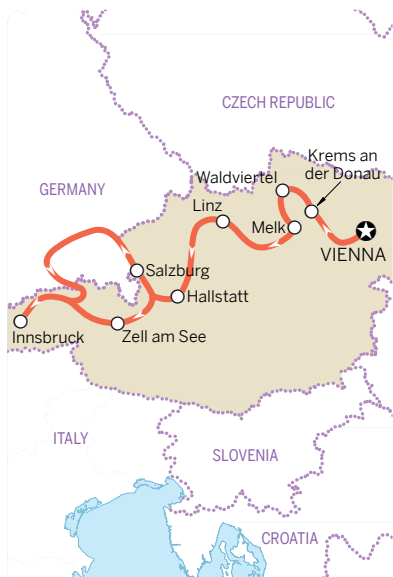 CZECH REPUBLIC
Krems an
der Donau
Waldviertel
GERMANY
Linz
Melk
VIENNA
Salzburg
Hallstatt
Innsbruck
Zell am See
ITALY
SLOVENIA
CROATIA